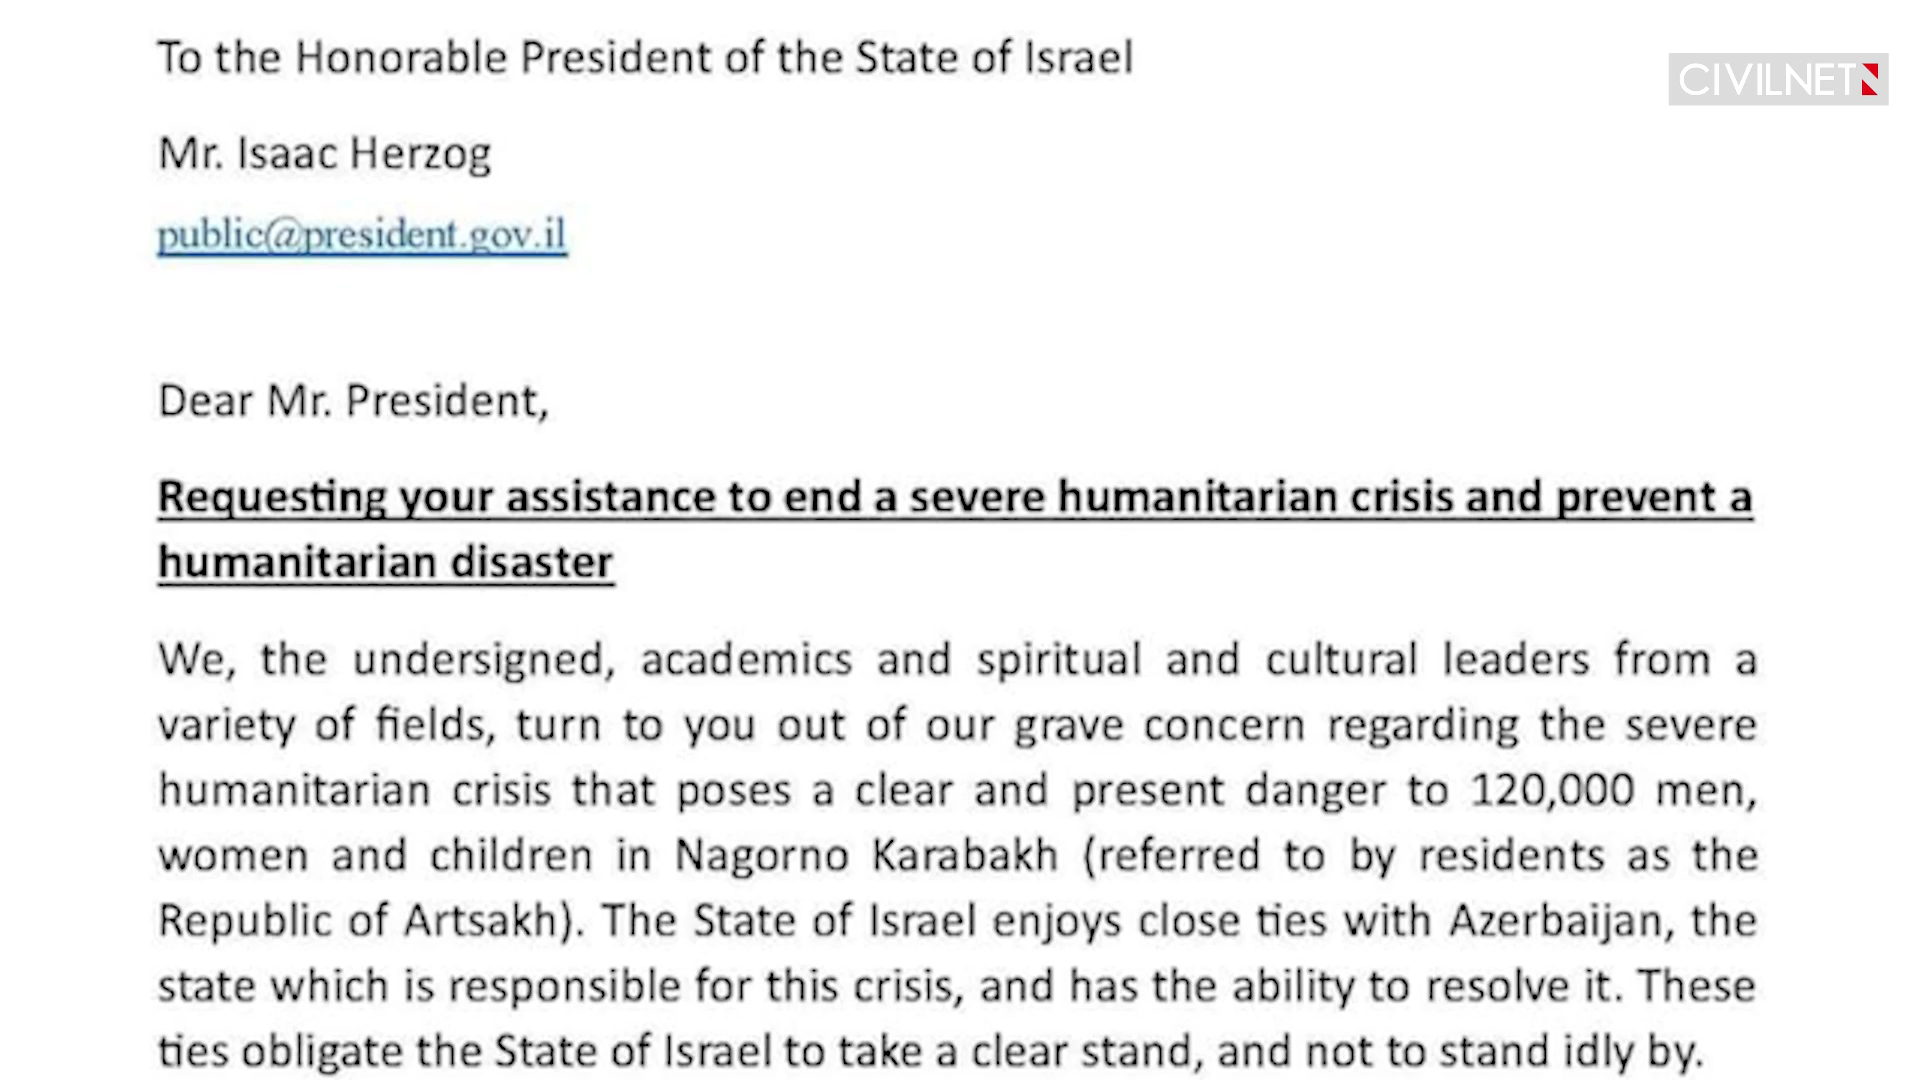 To the Honorable President of the State of Israel
CIVILNET
Mr. Isaac Herzog
public@president.gov.il
Dear Mr. President,
Requesting your assistance to end a severe humanitarian crisis and prevent a
humanitarian disaster
We, the undersigned, academics and spiritual and cultural leaders from a
variety of fields, turn to you out of our grave concern regarding the severe
humanitarian crisis that poses a clear and present danger to 120,000 men,
women and children in Nagorno Karabakh (referred to by residents as the
Republic of Artsakh). The State of Israel enjoys close ties with Azerbaijan, the
state which is responsible for this crisis, and has the ability to resolve it. These
ties obligate the State of Israel to take a clear stand, and not to stand idly by.